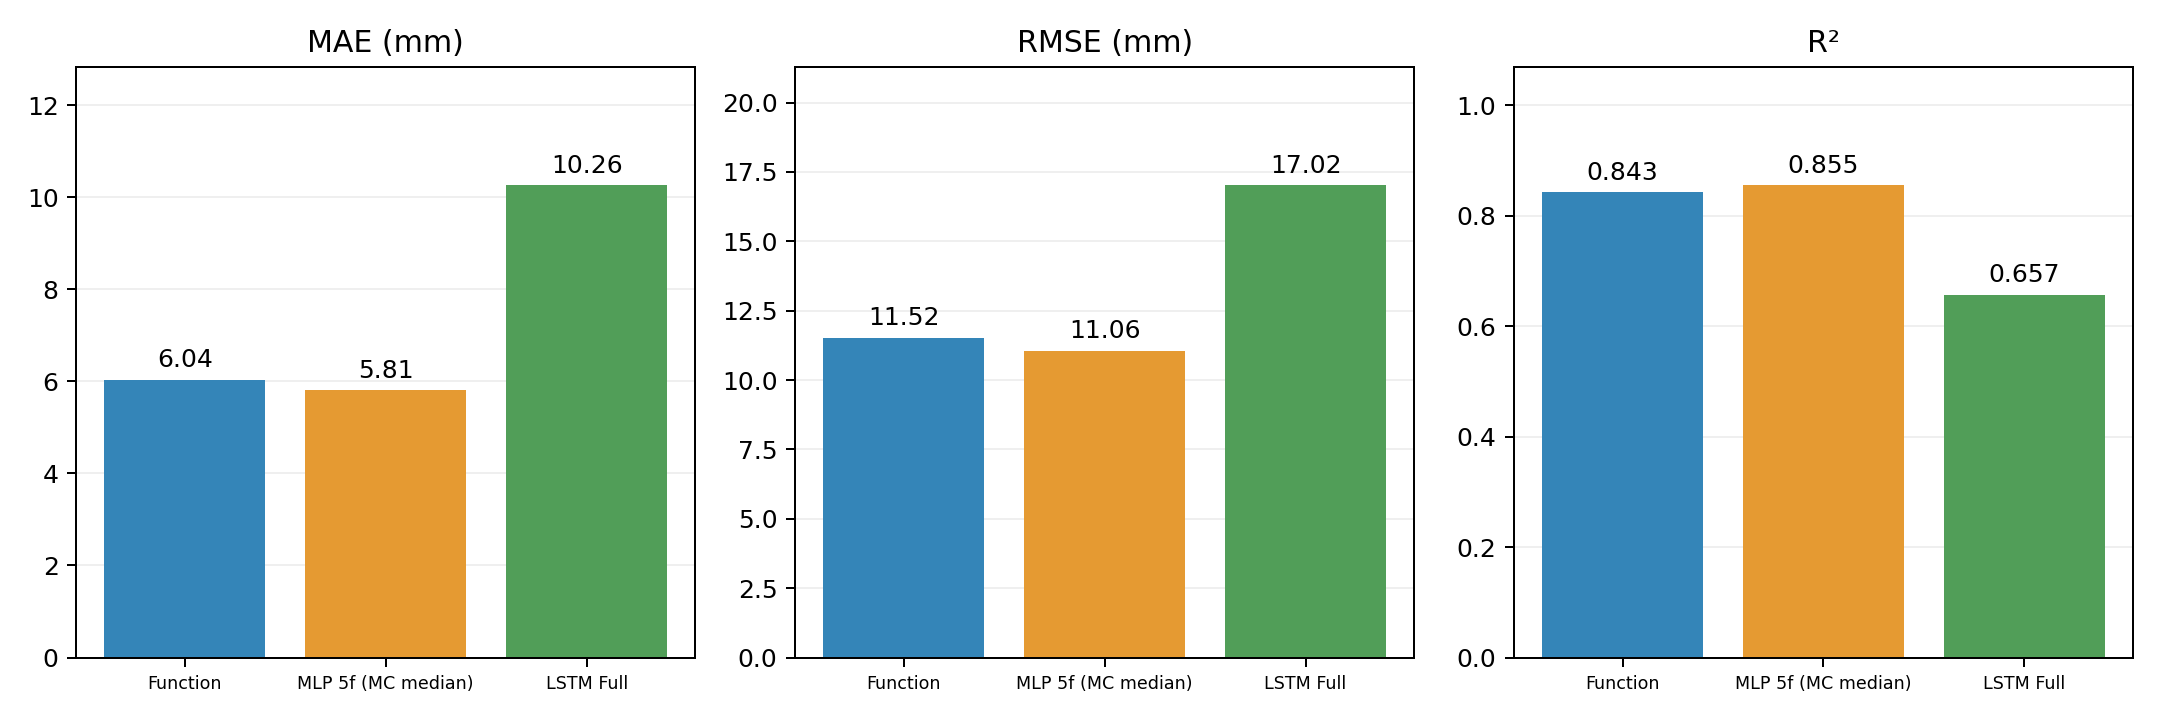 MAE (mm)
12
10
8
6
4
2
0
10.26
6.04
5.81
Function
MLP 5f (MC median)
LSTM Full
RMSE (mm)
20.0
17.5
15.0
12.5
10.0
7.5
5.0
2.5
0.0
17.02
11.52
11.06
Function
MLP 5f (MC median)
LSTM Full
R²
1.0
0.8
0.6
0.4
0.2
0.0
0.843
0.855
0.657
Function
MLP 5f (MC median)
LSTM Full